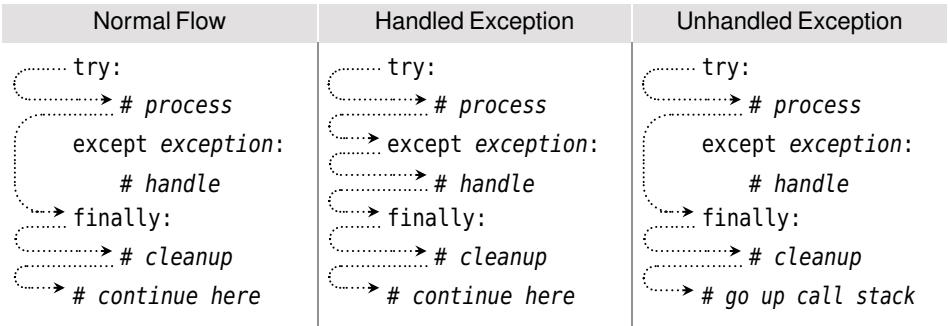 Normal Flow
try:
# process
except exception:
# handle
finally:
# cleanup
# continue here
Handled Exception
try:
# process
except exception:
# handle
finally:
# cleanup
# continue here
Unhandled Exception
try:
# process
except exception:
# handle
finally:
# cleanup
# go up call stack